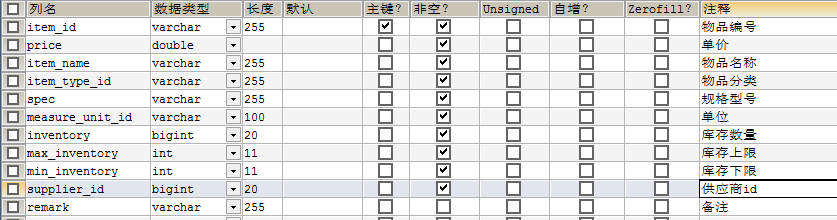 列名 数据类型 长度 默认 主键? 非空? Unsigned 自增? Zerofill? 注释
item_id varchar 255 物品编号
price double 单价
item_name varchar 255 物品名称
item_type_id varchar 255 物品分类
spec varchar 255 规格型号
measure_unit_id varchar 100 单位
inventory bigint 20 库存数量
max_inventory int 11 库存上限
min_inventory int 11 库存下限
supplier_id bigint 20 供应商id
remark varchar 255 备注